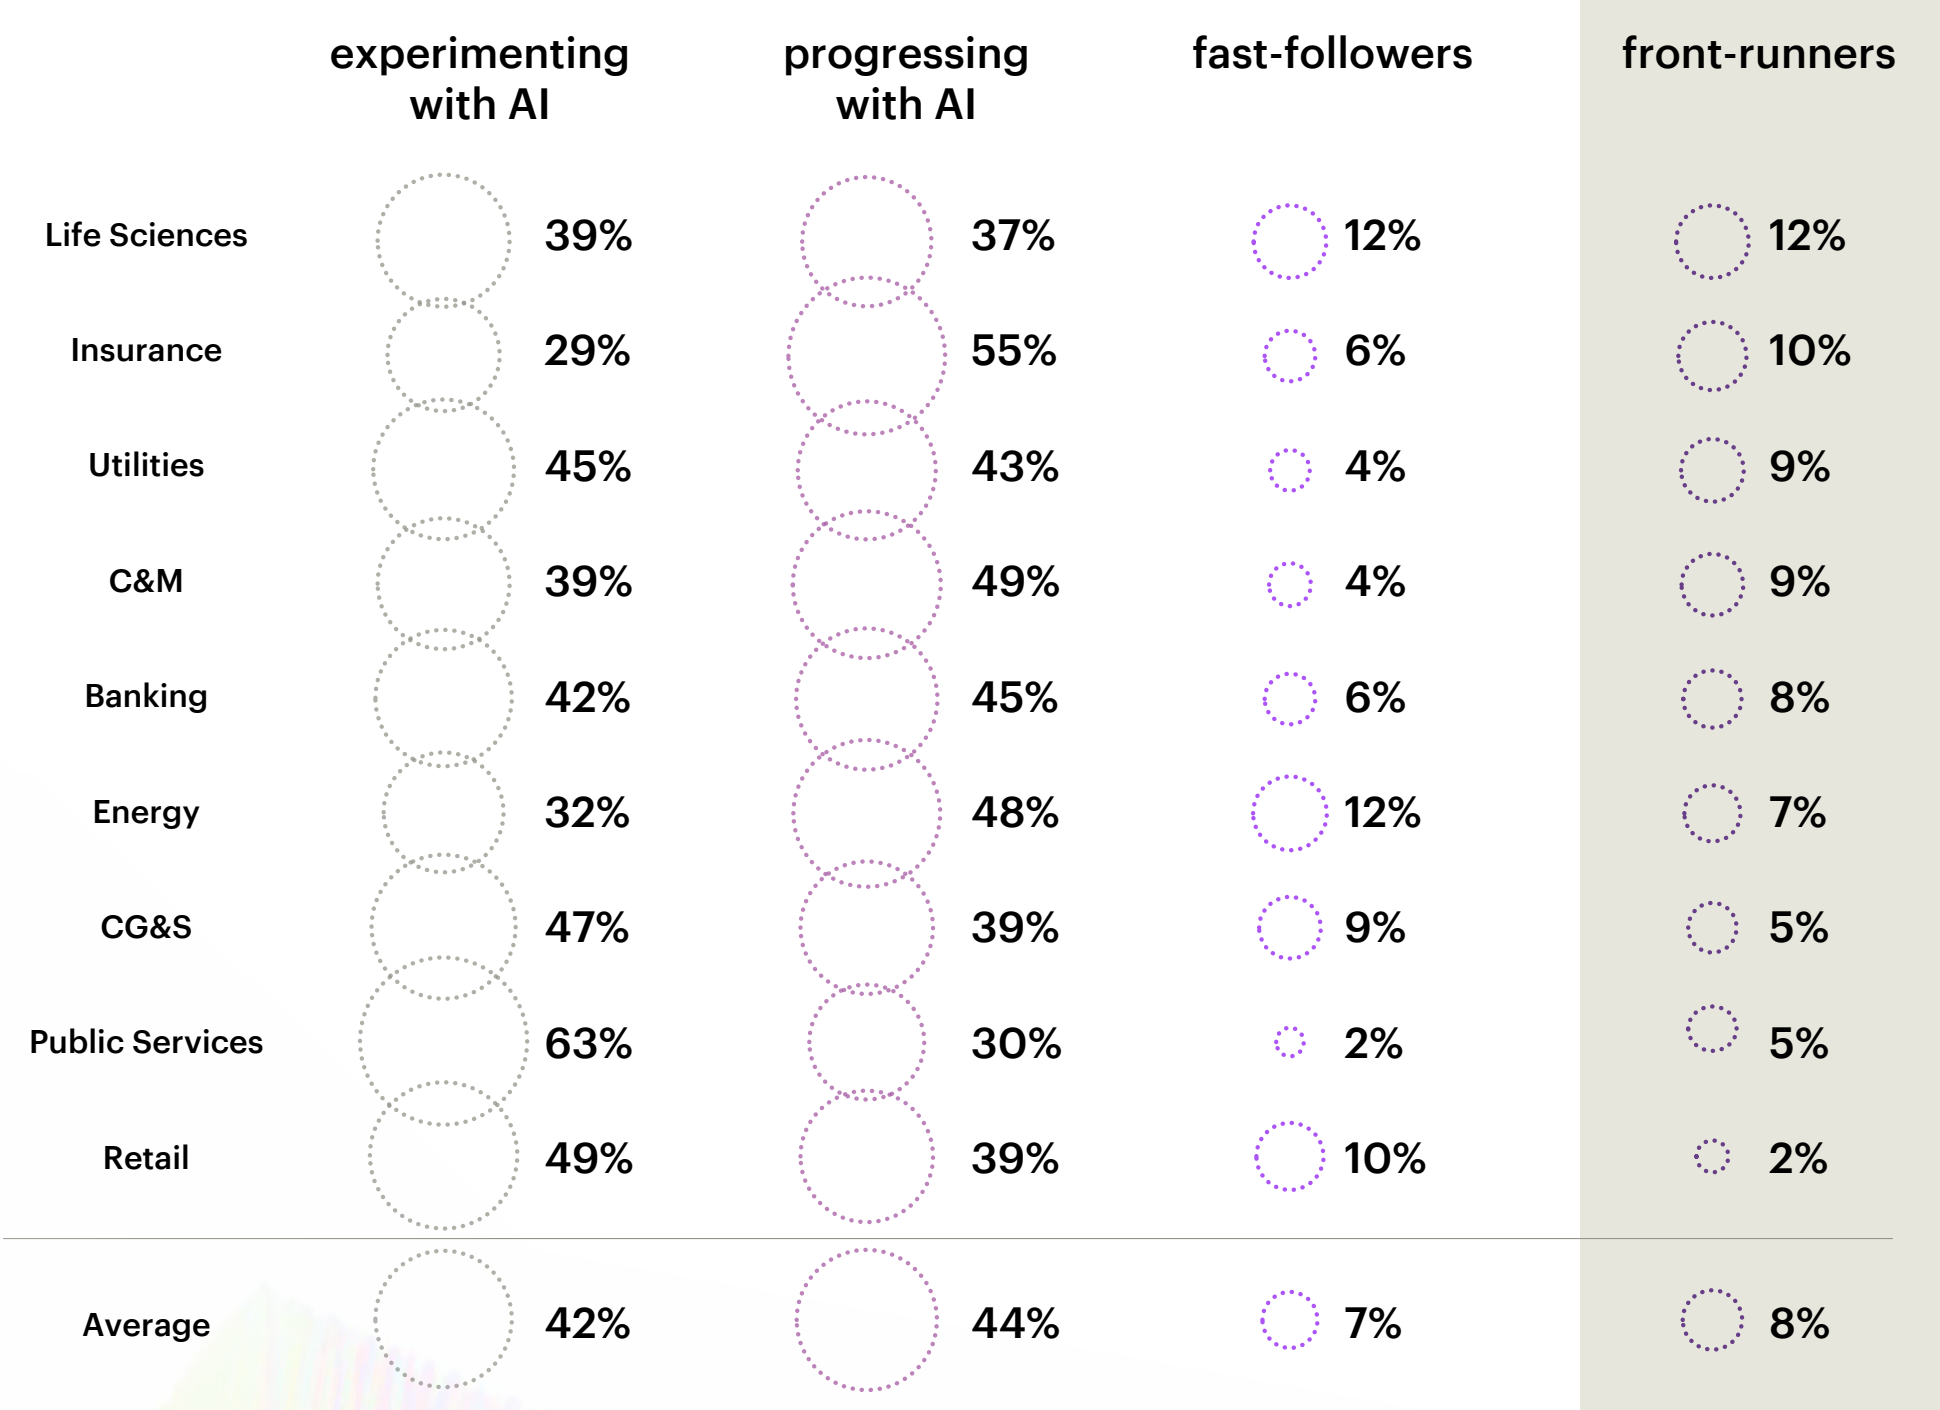 experimenting
with AI
progressing
with AI
fast-followers
front-runners
Life Sciences 39% 37% 12% 12%
Insurance 29% 55% 6% 10%
Utilities 45% 43% 4% 9%
C&M 39% 49% 4% 9%
Banking 42% 45% 6% 8%
Energy 32% 48% 12% 7%
CG&S 47% 39% 9% 5%
Public Services 63% 30% 2% 5%
Retail 49% 39% 10% 2%
Average 42% 44% 7% 8%